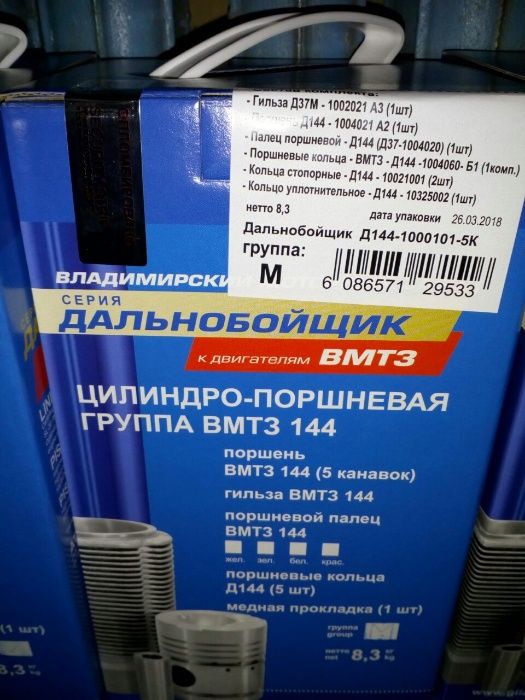 - Гильза Д37М - 1002021 А3 (1шт)
Д144 - 1004021 А2 (1шт)
- Палец поршневой - Д144 (Д37-1004020) (1шт)
- Поршневые кольца - ВМТЗ - Д144 -1004060- Б1 (1комп.)
- Кольца стопорные - Д144 - 10021001 (2шт)
- Кольцо уплотнительное - Д144 - 10325002 (1шт)
нетто 8,3
дата упаковки 26.03.2018
Дальнобойщик Д144-1000101-5К
группа:
М
6 086571 29533
ВЛАДИМИРСКИЙ
СЕРИЯ
ДАЛЬНОБОЙЩИК
к двигателям ВМТЗ
ЦИЛИНДРО-ПОРШНЕВАЯ
ГРУППА ВМТЗ 144
поршень
ВМТЗ 144 (5 канавок)
гильза ВМТЗ 144
поршневой палец
ВМТЗ 144
жел. зел. бел. крас.
поршневые кольца
Д144 (5 шт)
медная прокладка (1 шт)
группа
group М
нетто
net 8,3 кг
kg
(1 шт)
8,3 кг
kg